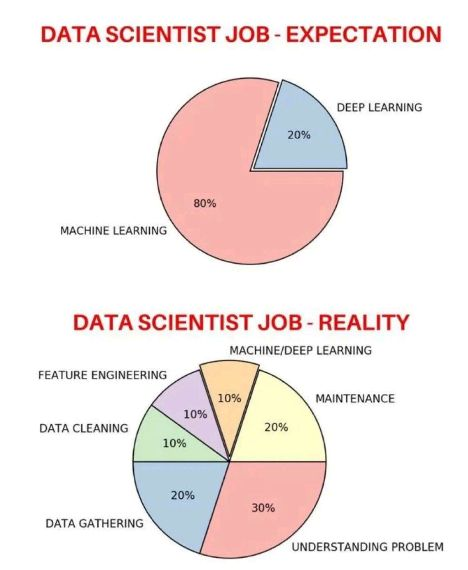 DATA SCIENTIST JOB - EXPECTATION
DEEP LEARNING
20%
80%
MACHINE LEARNING
DATA SCIENTIST JOB - REALITY
MACHINE/DEEP LEARNING
FEATURE ENGINEERING
10%
MAINTENANCE
10%
DATA CLEANING
20%
10%
20%
30%
DATA GATHERING
UNDERSTANDING PROBLEM